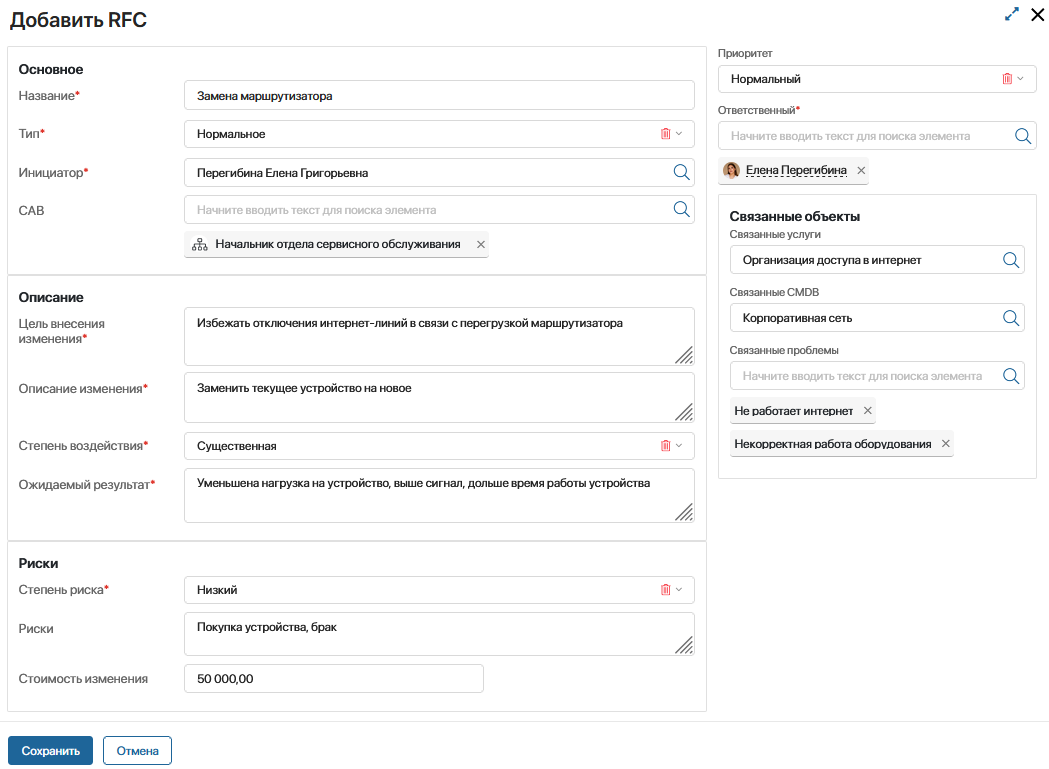 Добавить RFC
Основное
Название*
Замена маршрутизатора
Тип*
Нормальное
Инициатор*
Перегибина Елена Григорьевна
CAB
Начните вводить текст для поиска элемента
Начальник отдела сервисного обслуживания
Описание
Цель внесения
изменения*
Избежать отключения интернет-линий в связи с перегрузкой маршрутизатора
Описание изменения*
Заменить текущее устройство на новое
Степень воздействия*
Существенная
Ожидаемый результат*
Уменьшена нагрузка на устройство, выше сигнал, дольше время работы устройства
Риски
Степень риска*
Низкий
Риски
Покупка устройства, брак
Стоимость изменения
50 000,00
Приоритет
Нормальный
Ответственный*
Начните вводить текст для поиска элемента
Елена Перегибина
Связанные объекты
Связанные услуги
Организация доступа в интернет
Связанные CMDB
Корпоративная сеть
Связанные проблемы
Начните вводить текст для поиска элемента
Не работает интернет
Некорректная работа оборудования
Сохранить
Отмена